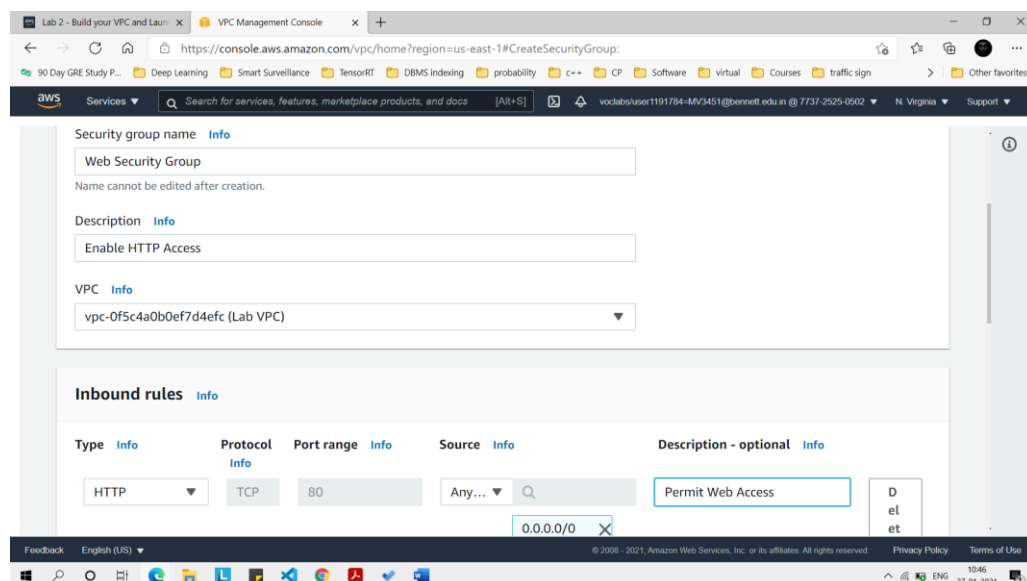 Lab 2 - Build your VPC and Laun
VPC Management Console
https://console.aws.amazon.com/vpc/home?region=us-east-1#CreateSecurityGroup:
90 Day GRE Study P... Deep Learning Smart Surveillance TensorRT DBMS indexing probability c++ CP Software virtual Courses traffic sign Other favorites
aws Services Search for services, features, marketplace products, and docs [Alt+S] voclabs/user1191784=MV3451@bennett.edu.in @ 7737-2525-0502 N. Virginia Support
Security group name Info
Web Security Group
Name cannot be edited after creation.
Description Info
Enable HTTP Access
VPC Info
vpc-0f5c4a0b0ef7d4efc (Lab VPC)
Inbound rules Info
Type Info Protocol Info Port range Info Source Info Description - optional Info
HTTP TCP 80 Any... Permit Web Access D
el
0.0.0.0/0 et
Feedback English (US) © 2008 - 2021, Amazon Web Services, Inc. or its affiliates. All rights reserved. Privacy Policy Terms of Use
ENG 10:46